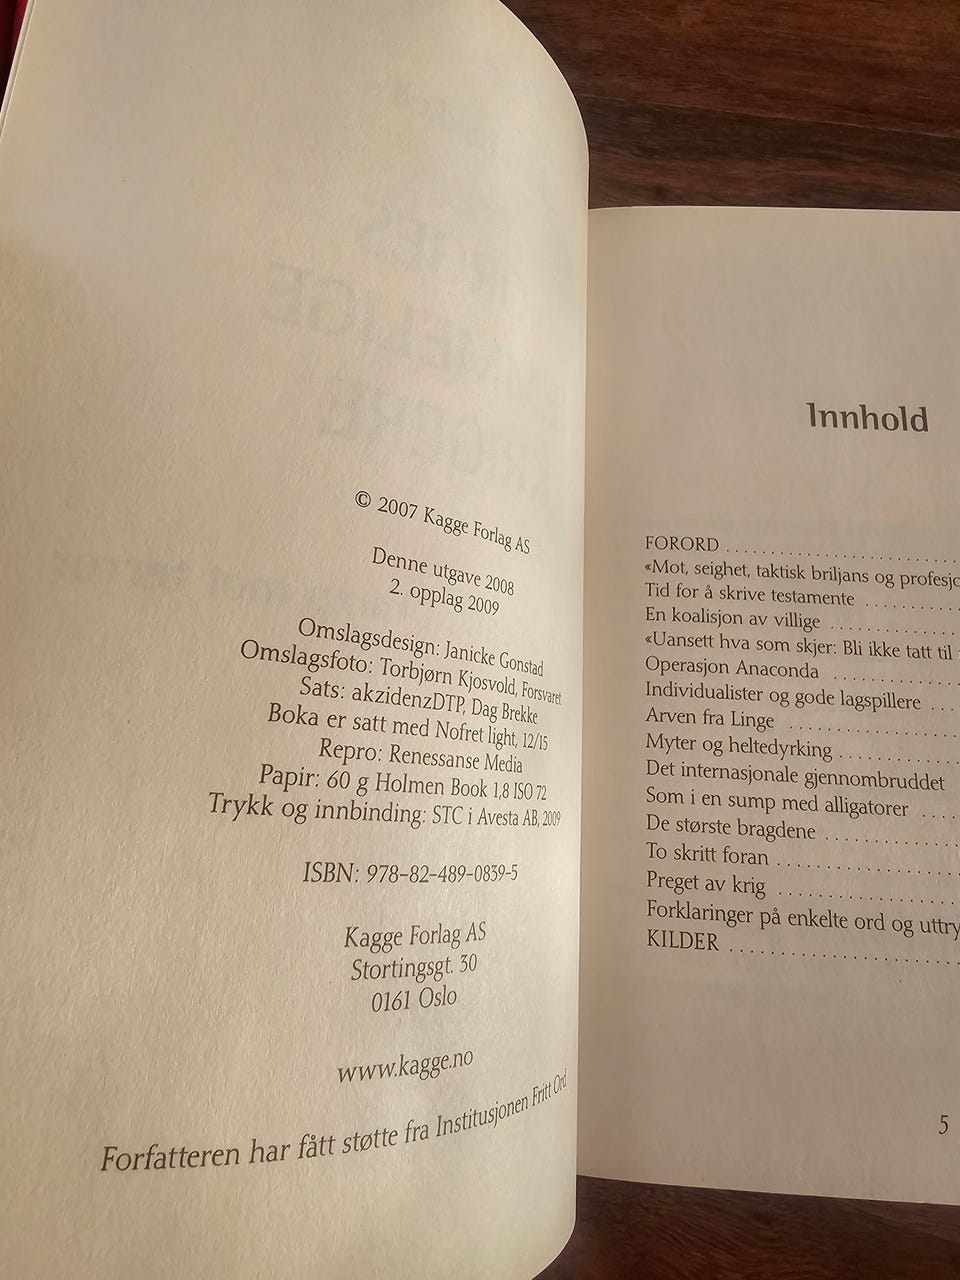 © 2007 Kagge Forlag AS
Denne utgave 2008
2. opplag 2009
Omslagsdesign: Janicke Gonstad
Omslagsfoto: Torbjørn Kjosvold, Forsvaret
Sats: akzidenzDTP, Dag Brekke
Boka er satt med Nofret light, 12/15
Repro: Renessanse Media
Papir: 60 g Holmen Book 1,8 ISO 72
Trykk og innbinding: STC i Avesta AB, 2009
ISBN: 978-82-489-0839-5
Kagge Forlag AS
Stortingsgt. 30
0161 Oslo
www.kagge.no
Forfatteren har fått støtte fra Institusjonen Fritt Ord
Innhold
FORORD . . . . . . . . . . . . . . . . . . . . . .
«Mot, seighet, taktisk briljans og profesjo
Tid for å skrive testamente . . . . . . . . .
En koalisjon av villige . . . . . . . . . . . .
«Uansett hva som skjer: Bli ikke tatt til
Operasjon Anaconda . . . . . . . . . . . .
Individualister og gode lagspillere . . .
Arven fra Linge . . . . . . . . . . . . . . .
Myter og heltedyrking . . . . . . . . . . .
Det internasjonale gjennombruddet
Som i en sump med alligatorer . . . .
De største bragdene . . . . . . . . . . . .
To skritt foran . . . . . . . . . . . . . . . .
Preget av krig . . . . . . . . . . . . . . . .
Forklaringer på enkelte ord og uttry
KILDER . . . . . . . . . . . . . . . . . . . .
5